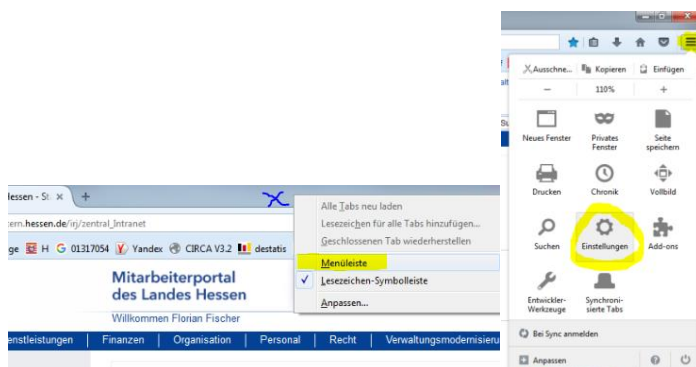 Hessen - St
ern.hessen.de/irj/zentral_Intranet
ge H G 01317054 Yandex CIRCA V3.2 destatis
Mitarbeiterportal
des Landes Hessen
Willkommen Florian Fischer
enstleistungen | Finanzen | Organisation | Personal | Recht | Verwaltungsmodernisieru
Alle Tabs neu laden
Lesezeichen für alle Tabs hinzufügen...
Geschlossenen Tab wiederherstellen
Menüleiste
Lesezeichen-Symbolleiste
Anpassen...
Ausschne... Kopieren Einfügen
− 110% +
Neues Fenster
Privates
Fenster
Seite
speichern
Drucken Chronik Vollbild
Suchen Einstellungen Add-ons
Entwickler-
Werkzeuge
Synchroni-
sierte Tabs
Bei Sync anmelden
Anpassen